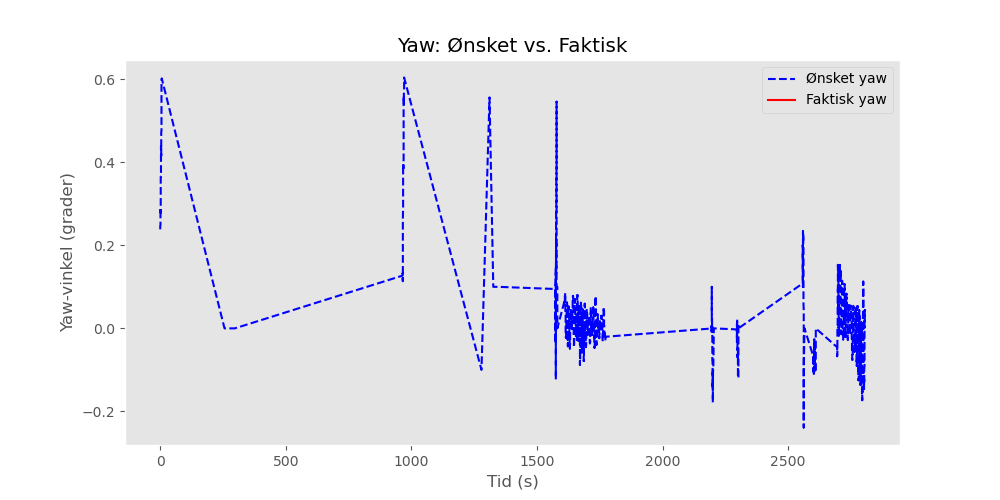 Yaw: Ønsket vs. Faktisk
Ønsket yaw
Faktisk yaw
Yaw-vinkel (grader)
0.6
0.4
0.2
0.0
−0.2
0 500 1000 1500 2000 2500
Tid (s)